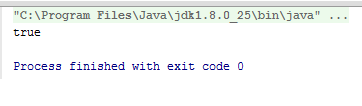 "C:\Program Files\Java\jdk1.8.0_25\bin\java" ...
true
Process finished with exit code 0